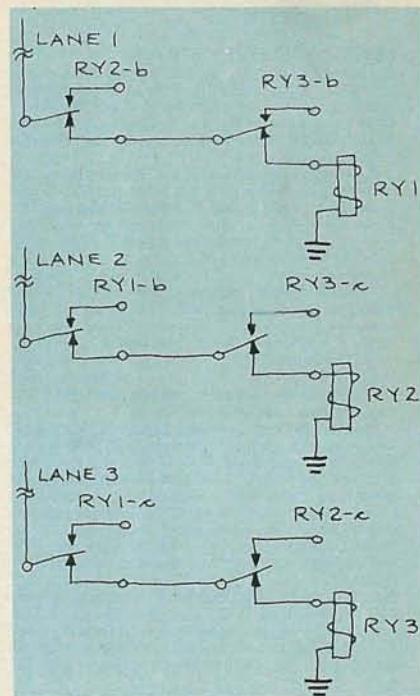 LANE 1
RY2-b
RY3-b
RY1
LANE 2
RY1-b
RY3-c
RY2
LANE 3
RY1-c
RY2-c
RY3